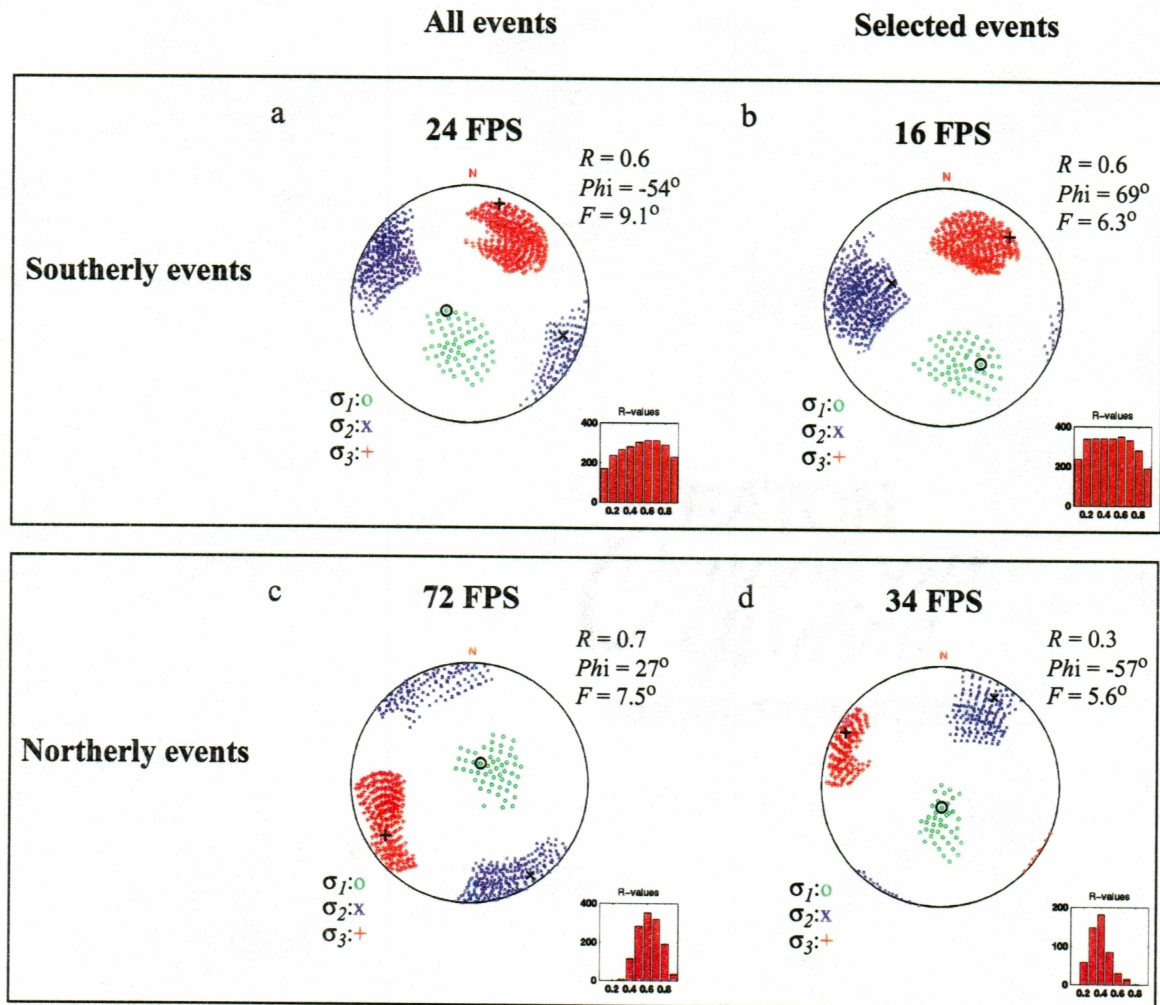 All events
Selected events
Southerly events
a
24 FPS
N
R = 0.6
Phi = -54°
F = 9.1°
σ1:o
σ2:x
σ3:+
R-values
400
200
0
0.2 0.4 0.6 0.8
b
16 FPS
N
R = 0.6
Phi = 69°
F = 6.3°
σ1:o
σ2:x
σ3:+
R-values
400
200
0
0.2 0.4 0.6 0.8
Northerly events
c
72 FPS
N
R = 0.7
Phi = 27°
F = 7.5°
σ1:o
σ2:x
σ3:+
R-values
400
200
0
0.2 0.4 0.6 0.8
d
34 FPS
N
R = 0.3
Phi = -57°
F = 5.6°
σ1:o
σ2:x
σ3:+
R-values
200
100
0
0.2 0.4 0.6 0.8